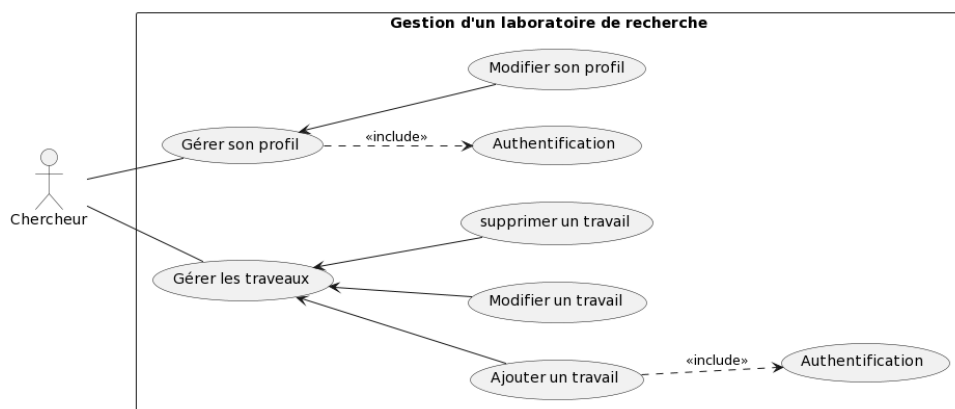 Gestion d'un laboratoire de recherche
Modifier son profil
«include»
Gérer son profil
Authentification
Chercheur
supprimer un travail
Gérer les traveaux
Modifier un travail
«include»
Authentification
Ajouter un travail